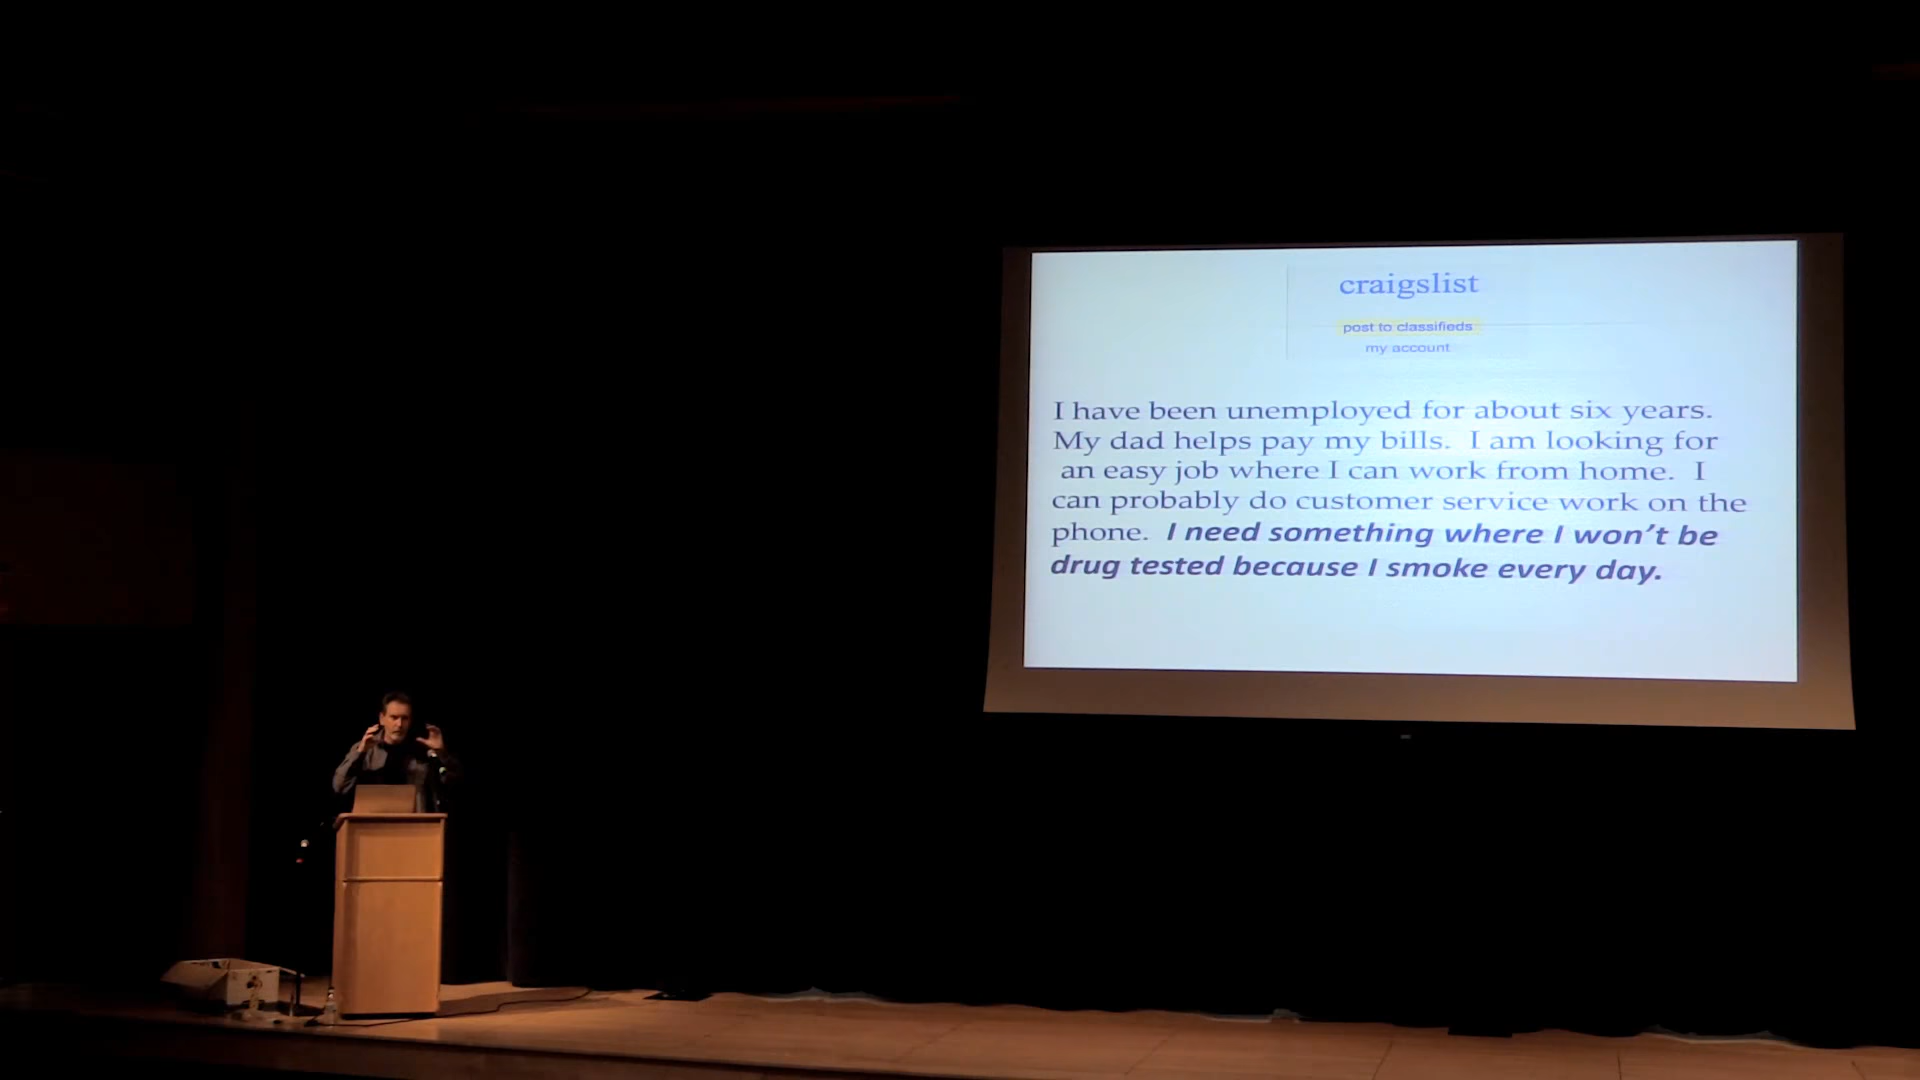 craigslist
post to classifieds
my account
I have been unemployed for about six years.
My dad helps pay my bills.  I am looking for
an easy job where I can work from home.  I
can probably do customer service work on the
phone.  I need something where I won't be
drug tested because I smoke every day.